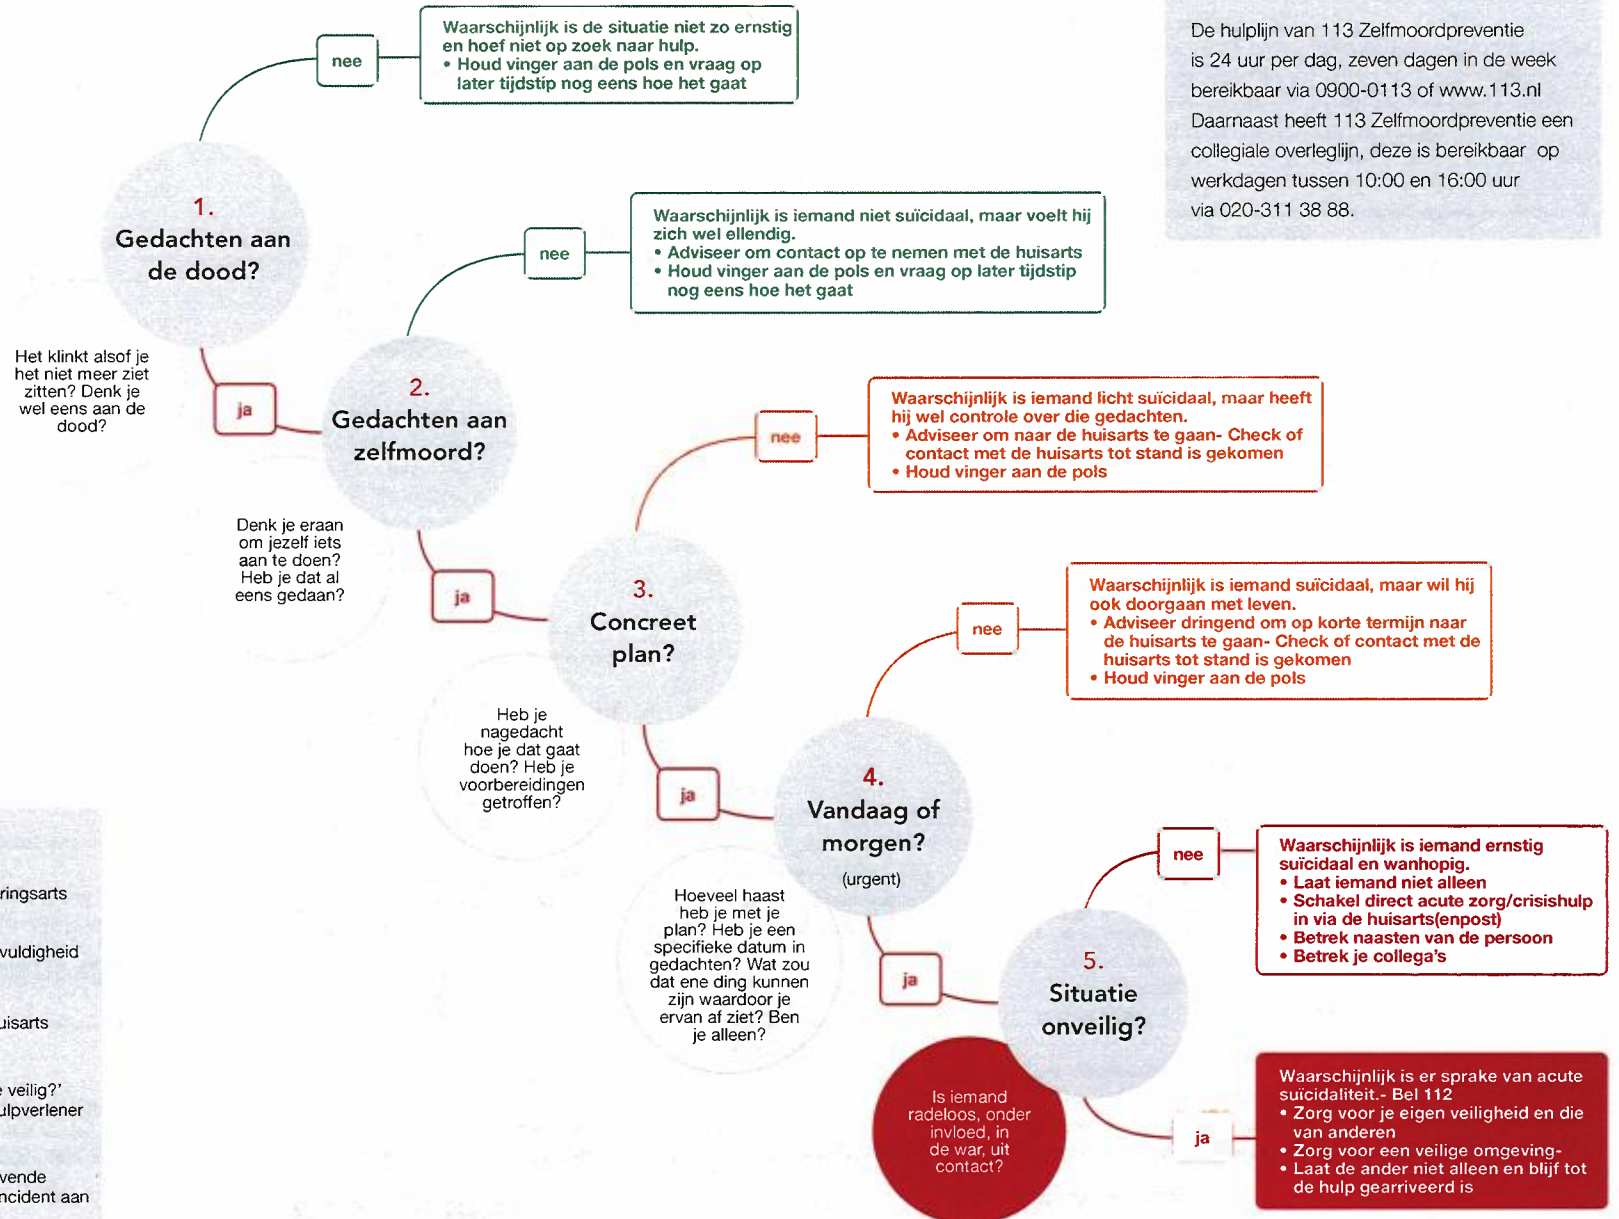 nee
Waarschijnlijk is de situatie niet zo ernstig
en hoef niet op zoek naar hulp.
• Houd vinger aan de pols en vraag op
later tijdstip nog eens hoe het gaat
De hulplijn van 113 Zelfmoordpreventie
is 24 uur per dag, zeven dagen in de week
bereikbaar via 0900-0113 of www.113.nl
Daarnaast heeft 113 Zelfmoordpreventie een
collegiale overleglijn, deze is bereikbaar op
werkdagen tussen 10:00 en 16:00 uur
via 020-311 38 88.
1.
Gedachten aan
de dood?
Het klinkt alsof je
het niet meer ziet
zitten? Denk je
wel eens aan de
dood?
ja
nee
Waarschijnlijk is iemand niet suïcidaal, maar voelt hij
zich wel ellendig.
• Adviseer om contact op te nemen met de huisarts
• Houd vinger aan de pols en vraag op later tijdstip
nog eens hoe het gaat
2.
Gedachten aan
zelfmoord?
Denk je eraan
om jezelf iets
aan te doen?
Heb je dat al
eens gedaan?
ja
nee
Waarschijnlijk is iemand licht suïcidaal, maar heeft
hij wel controle over die gedachten.
• Adviseer om naar de huisarts te gaan- Check of
contact met de huisarts tot stand is gekomen
• Houd vinger aan de pols
3.
Concreet
plan?
Heb je
nagedacht
hoe je dat gaat
doen? Heb je
voorbereidingen
getroffen?
ja
nee
Waarschijnlijk is iemand suïcidaal, maar wil hij
ook doorgaan met leven.
• Adviseer dringend om op korte termijn naar
de huisarts te gaan- Check of contact met de
huisarts tot stand is gekomen
• Houd vinger aan de pols
4.
Vandaag of
morgen?
(urgent)
Hoeveel haast
heb je met je
plan? Heb je een
specifieke datum in
gedachten? Wat zou
dat ene ding kunnen
zijn waardoor je
ervan af ziet? Ben
je alleen?
ja
nee
Waarschijnlijk is iemand ernstig
suïcidaal en wanhopig.
• Laat iemand niet alleen
• Schakel direct acute zorg/crisishulp
in via de huisarts(enpost)
• Betrek naasten van de persoon
• Betrek je collega's
5.
Situatie
onveilig?
Is iemand
radeloos, onder
invloed, in
de war, uit
contact?
ja
Waarschijnlijk is er sprake van acute
suïcidaliteit.- Bel 112
• Zorg voor je eigen veiligheid en die
van anderen
• Zorg voor een veilige omgeving-
• Laat de ander niet alleen en blijf tot
de hulp gearriveerd is
ringsarts
vuldigheid
uisarts
veilig?'
ulpverlener
vende
ncident aan